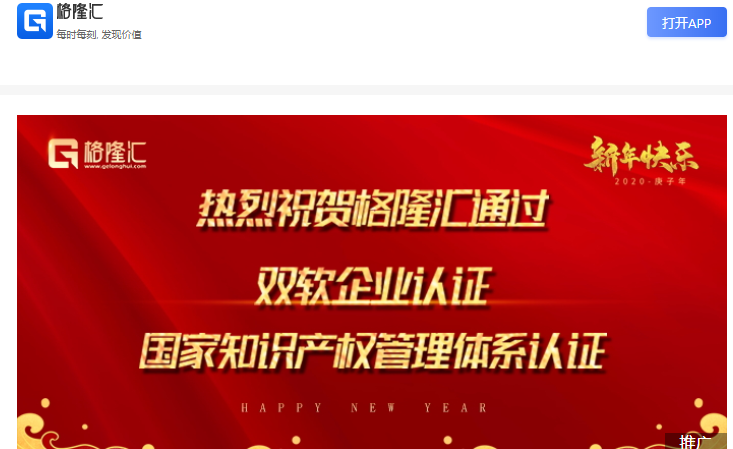 格隆汇
每时每刻, 发现价值
打开APP
格隆汇
www.gelonghui.com
新年快乐
2020·庚子年
热烈祝贺格隆汇通过
双软企业认证
国家知识产权管理体系认证
HAPPY NEW YEAR
推广